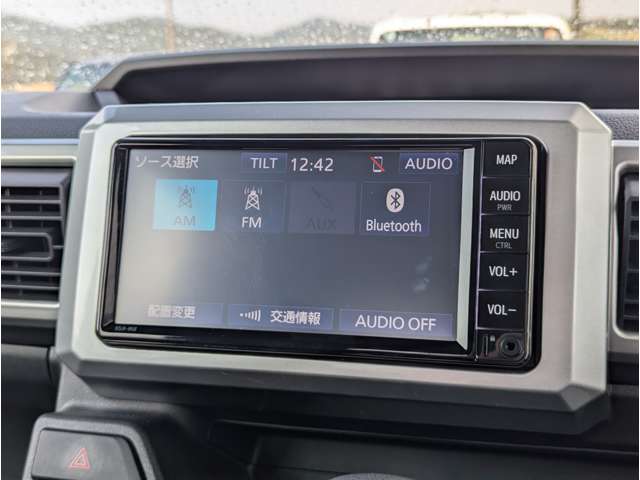 ソース選択 TILT 12:42 AUDIO
AM FM AUX Bluetooth
配置変更 交通情報 AUDIO OFF
MAP
AUDIO
PWR
MENU
CTRL
VOL+
VOL-